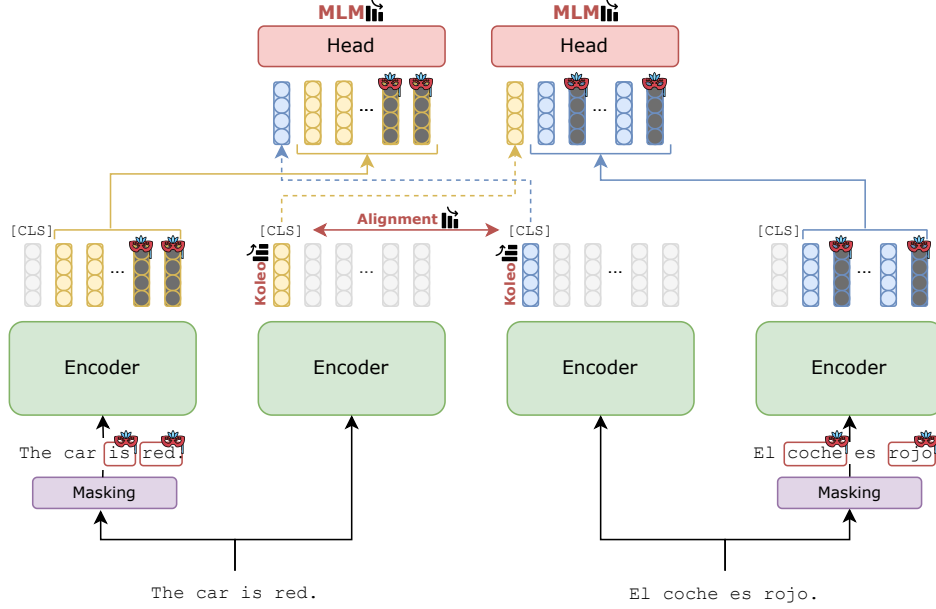 MLM MLM
Head Head
... ...
[CLS] [CLS] Alignment [CLS] [CLS]
Koleo Koleo
... ... ... ...
Encoder Encoder Encoder Encoder
The car is red. El coche es rojo.
Masking Masking
The car is red. El coche es rojo.